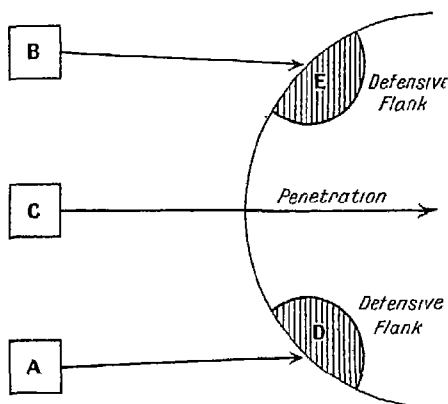 B
E
Defensive
Flank
C
Penetration
Defensive
Flank
D
A